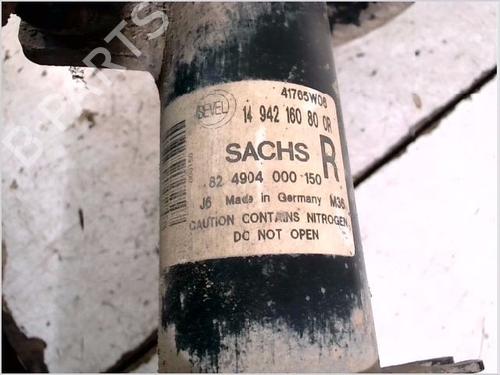 41765W06
SEVEL 14 942 160 80 0R
SACHS R
82 4904 000 150
J6 Made in Germany M36
CAUTION CONTAINS NITROGEN
DO NOT OPEN